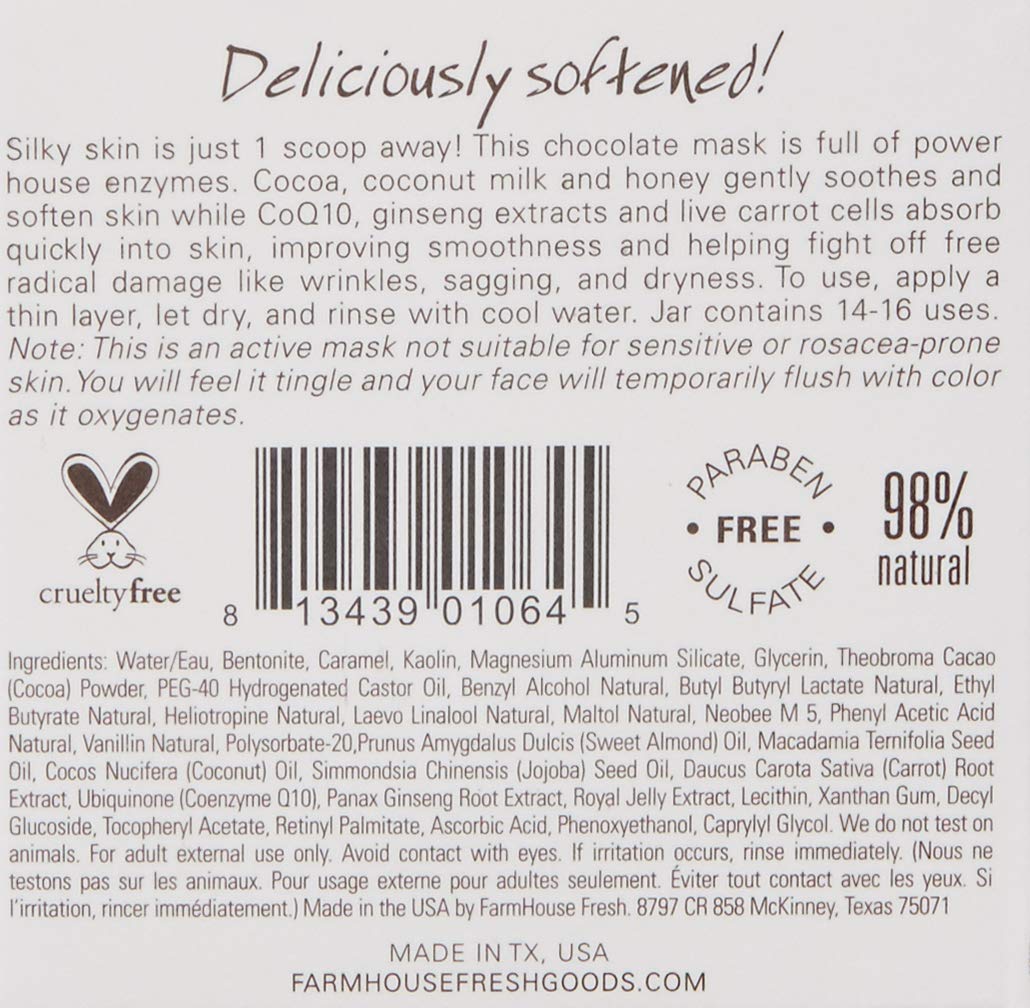 Deliciously softened!
Silky skin is just 1 scoop away! This chocolate mask is full of power
house enzymes. Cocoa, coconut milk and honey gently soothes and
soften skin while CoQ10, ginseng extracts and live carrot cells absorb
quickly into skin, improving smoothness and helping fight off free
radical damage like wrinkles, sagging, and dryness. To use, apply a
thin layer, let dry, and rinse with cool water. Jar contains 14-16 uses.
Note: This is an active mask not suitable for sensitive or rosacea-prone
skin. You will feel it tingle and your face will temporarily flush with color
as it oxygenates.
crueltyfree
8 13439 01064 5
PARABEN
• FREE •
SULFATE
98%
natural
Ingredients: Water/Eau, Bentonite, Caramel, Kaolin, Magnesium Aluminum Silicate, Glycerin, Theobroma Cacao
(Cocoa) Powder, PEG-40 Hydrogenated Castor Oil, Benzyl Alcohol Natural, Butyl Butyryl Lactate Natural, Ethyl
Butyrate Natural, Heliotropine Natural, Laevo Linalool Natural, Maltol Natural, Neobee M 5, Phenyl Acetic Acid
Natural, Vanillin Natural, Polysorbate-20,Prunus Amygdalus Dulcis (Sweet Almond) Oil, Macadamia Ternifolia Seed
Oil, Cocos Nucifera (Coconut) Oil, Simmondsia Chinensis (Jojoba) Seed Oil, Daucus Carota Sativa (Carrot) Root
Extract, Ubiquinone (Coenzyme Q10), Panax Ginseng Root Extract, Royal Jelly Extract, Lecithin, Xanthan Gum, Decyl
Glucoside, Tocopheryl Acetate, Retinyl Palmitate, Ascorbic Acid, Phenoxyethanol, Caprylyl Glycol. We do not test on
animals. For adult external use only. Avoid contact with eyes. If irritation occurs, rinse immediately. (Nous ne
testons pas sur les animaux. Pour usage externe pour adultes seulement. Éviter tout contact avec les yeux. Si
l'irritation, rincer immédiatement.) Made in the USA by FarmHouse Fresh. 8797 CR 858 McKinney, Texas 75071
MADE IN TX, USA
FARMHOUSEFRESHGOODS.COM